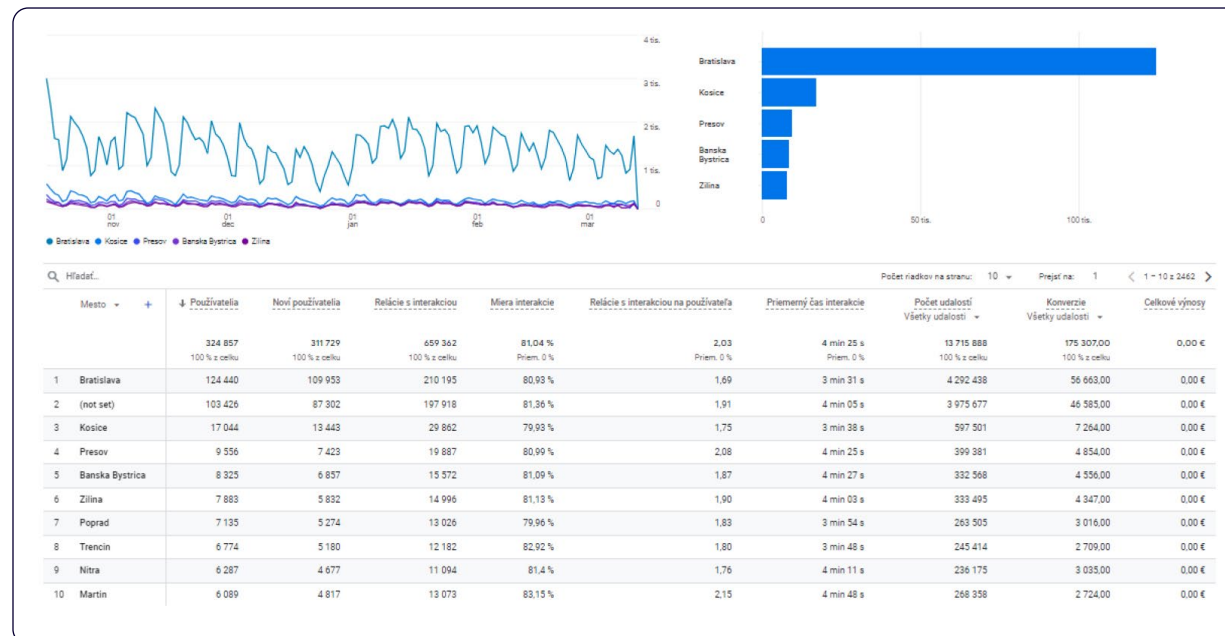 4 tis.
3 tis.
2 tis.
1 tis.
0
01 nov
01 dec
01 jan
01 feb
01 mar
Bratislava Kosice Presov Banska Bystrica Zilina
Bratislava
Kosice
Presov
Banska
Bystrica
Zilina
0 50 tis. 100 tis.
Hľadať... Počet riadkov na stranu: 10 Prejsť na: 1 1 – 10 z 2462
Mesto + Používatelia Noví používatelia Relácie s interakciou Miera interakcie Relácie s interakciou na používateľa Priemerný čas interakcie Počet udalostí Konverzie Celkové výnosy
Všetky udalosti Všetky udalosti
324 857 311 729 659 362 81,04 % 2,03 4 min 25 s 13 715 888 175 307,00 0,00 €
100 % z celku 100 % z celku 100 % z celku Priem. 0 % Priem. 0 % Priem. 0 % 100 % z celku 100 % z celku
1 Bratislava 124 440 109 953 210 195 80,93 % 1,69 3 min 31 s 4 292 438 56 663,00 0,00 €
2 (not set) 103 426 87 302 197 918 81,36 % 1,91 4 min 05 s 3 975 677 46 585,00 0,00 €
3 Kosice 17 044 13 443 29 862 79,93 % 1,75 3 min 38 s 597 501 7 264,00 0,00 €
4 Presov 9 556 7 423 19 887 80,99 % 2,08 4 min 25 s 399 381 4 854,00 0,00 €
5 Banska Bystrica 8 325 6 857 15 572 81,09 % 1,87 4 min 27 s 332 568 4 556,00 0,00 €
6 Zilina 7 883 5 832 14 996 81,13 % 1,90 4 min 03 s 333 495 4 347,00 0,00 €
7 Poprad 7 135 5 274 13 026 79,96 % 1,83 3 min 54 s 263 505 3 016,00 0,00 €
8 Trencin 6 774 5 180 12 182 82,92 % 1,80 3 min 48 s 245 414 2 709,00 0,00 €
9 Nitra 6 287 4 677 11 094 81,4 % 1,76 4 min 11 s 236 175 3 035,00 0,00 €
10 Martin 6 089 4 817 13 073 83,15 % 2,15 4 min 48 s 268 358 2 724,00 0,00 €